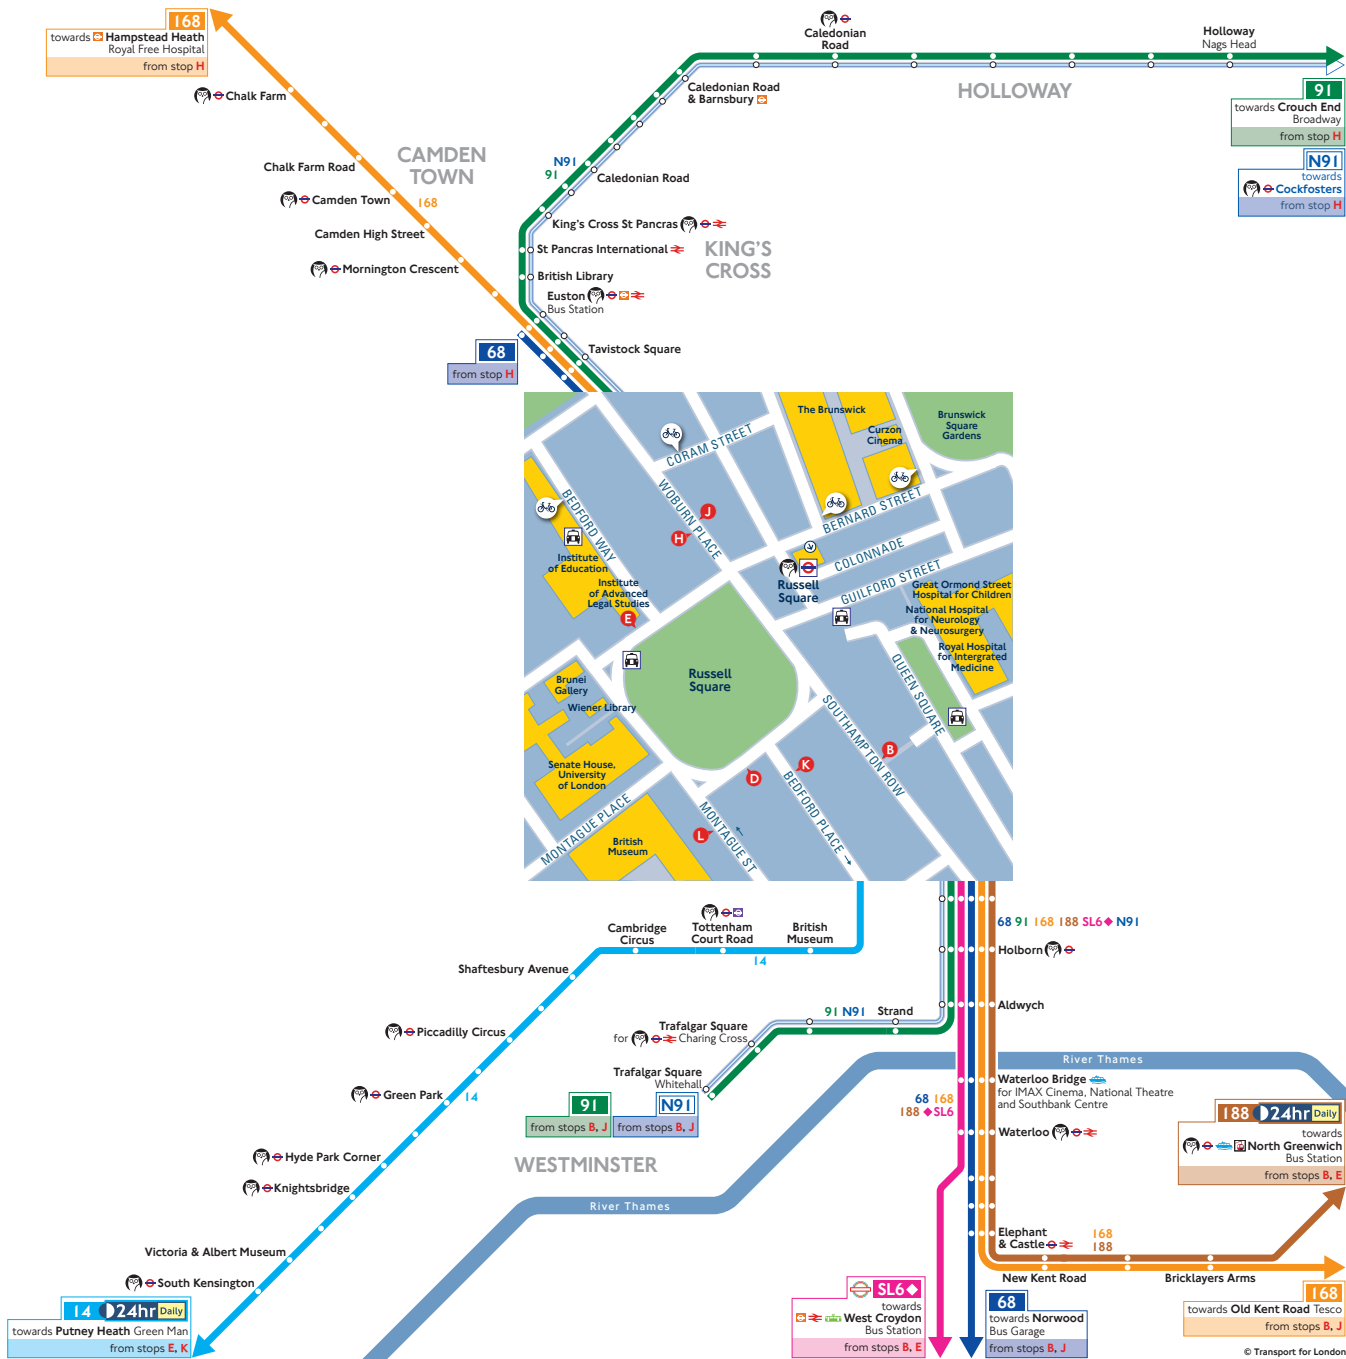 168
towards Hampstead Heath
Royal Free Hospital
from stop H
Chalk Farm
Chalk Farm Road
Camden Town
168
Camden High Street
Mornington Crescent
CAMDEN
TOWN
68
from stop H
Caledonian
Road
Holloway
Nags Head
HOLLOWAY
Caledonian Road
& Barnsbury
91
towards Crouch End
Broadway
from stop H
N91
towards
Cockfosters
from stop H
N91
91
Caledonian Road
King's Cross St Pancras
St Pancras International
KING'S
CROSS
British Library
Euston
Bus Station
Tavistock Square
The Brunswick
Curzon
Cinema
Brunswick
Square
Gardens
CORAM STREET
WOBURN PLACE
BEDFORD WAY
BERNARD STREET
COLONNADE
GUILFORD STREET
J
H
Institute
of Education
Institute
of Advanced
Legal Studies
E
Russell
Square
Great Ormond Street
Hospital for Children
National Hospital
for Neurology
& Neurosurgery
Royal Hospital
for Intergrated
Medicine
QUEEN SQUARE
Russell
Square
Brunei
Gallery
Wiener Library
Senate House,
University
of London
SOUTHAMPTON ROW
B
K
D
L
BEDFORD PLACE
MONTAGUE ST
MONTAGUE PLACE
British
Museum
Cambridge
Circus
Tottenham
Court Road
British
Museum
14
Shaftesbury Avenue
Piccadilly Circus
Green Park
14
Hyde Park Corner
Knightsbridge
Victoria & Albert Museum
South Kensington
14 24hr Daily
towards Putney Heath Green Man
from stops E, K
68 91 168 188 SL6 N91
Holborn
Aldwych
91 N91
Strand
Trafalgar Square
for Charing Cross
Trafalgar Square
Whitehall
91
from stops B, J
N91
from stops B, J
WESTMINSTER
River Thames
River Thames
Waterloo Bridge
for IMAX Cinema, National Theatre
and Southbank Centre
68 168
188 SL6
Waterloo
188 24hr Daily
towards
North Greenwich
Bus Station
from stops B, E
Elephant
& Castle
168
188
New Kent Road
Bricklayers Arms
SL6
towards
West Croydon
Bus Station
from stops B, E
68
towards Norwood
Bus Garage
from stops B, J
168
towards Old Kent Road Tesco
from stops B, J
© Transport for London